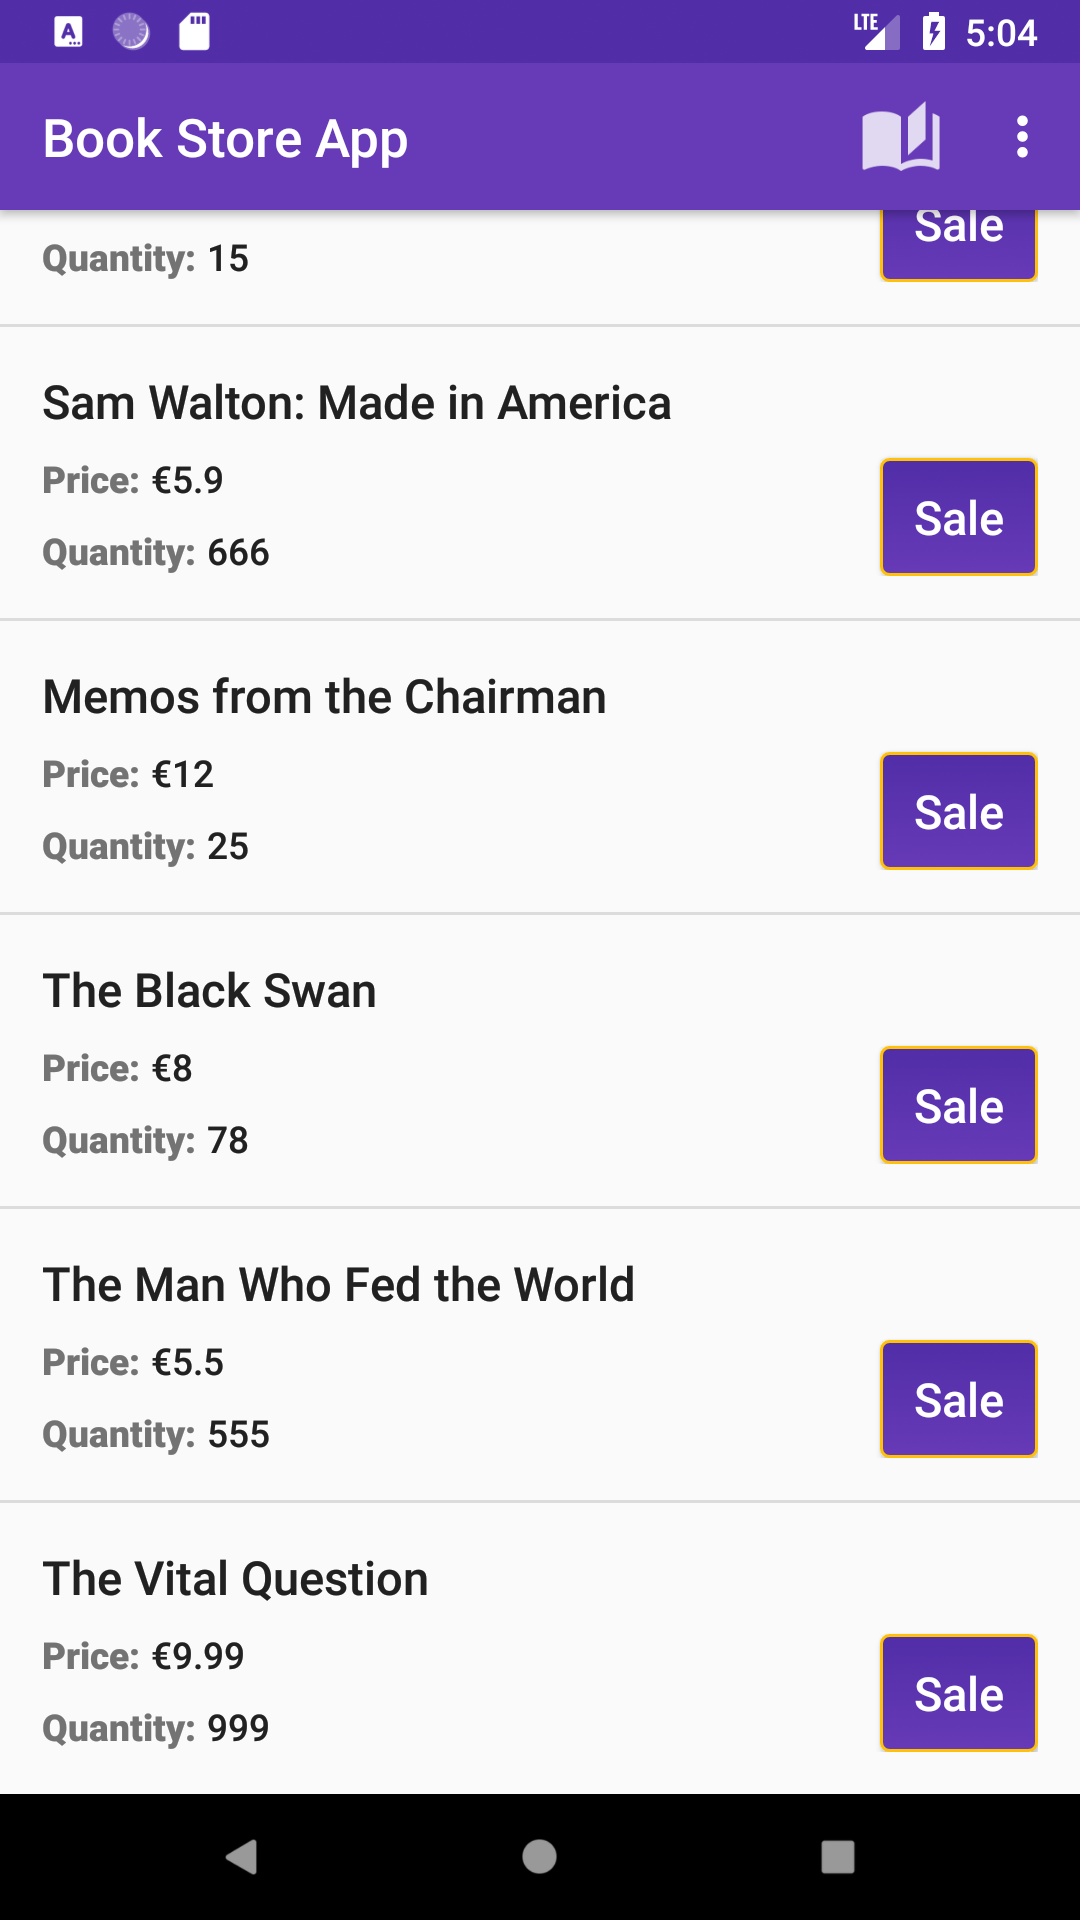 LTE 5:04
Book Store App
Quantity: 15
Sale
Sam Walton: Made in America
Price: €5.9
Quantity: 666
Sale
Memos from the Chairman
Price: €12
Quantity: 25
Sale
The Black Swan
Price: €8
Quantity: 78
Sale
The Man Who Fed the World
Price: €5.5
Quantity: 555
Sale
The Vital Question
Price: €9.99
Quantity: 999
Sale